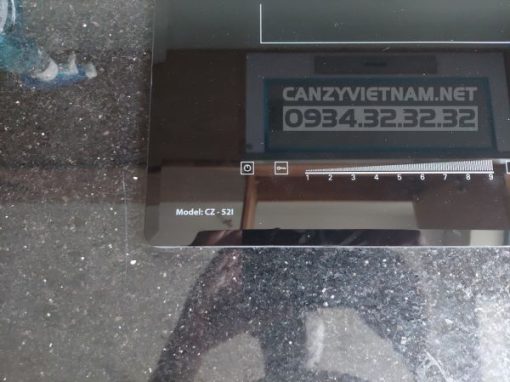 CANZYVIETNAM.NET
0934.32.32.32
1 2 3 4 5 6 7 8 9
Model: CZ - 52I